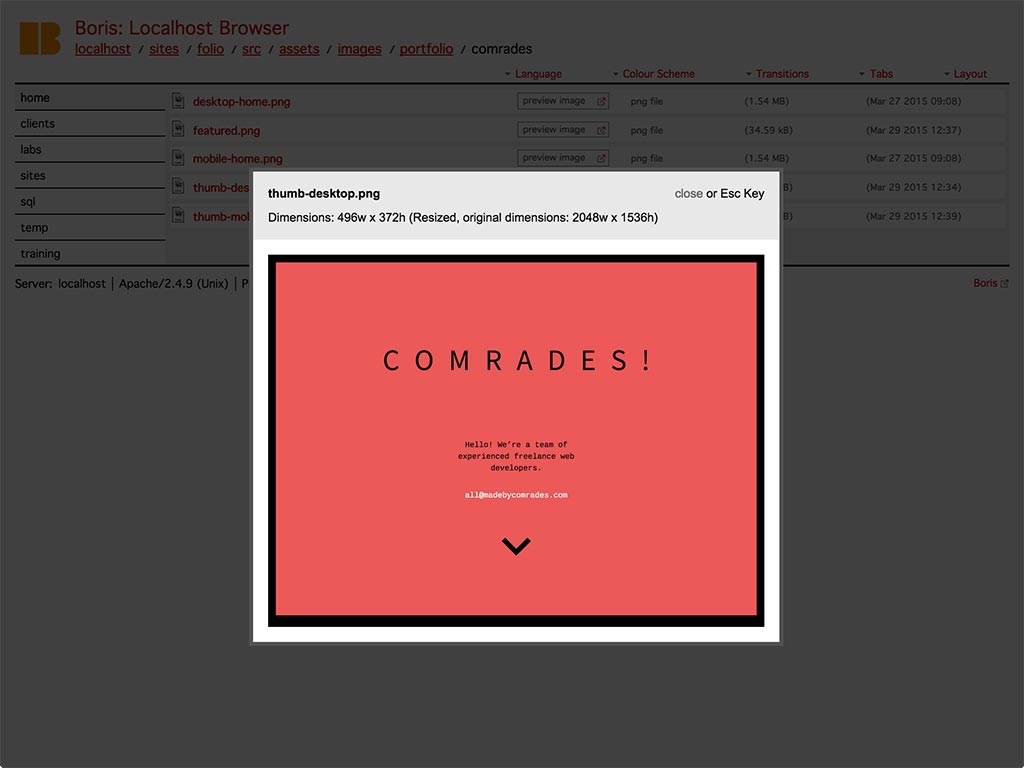 Boris: Localhost Browser
localhost / sites / folio / src / assets / images / portfolio / comrades
Language Colour Scheme Transitions Tabs Layout
home
clients
labs
sites
sql
temp
training
desktop-home.png preview image png file (1.54 MB) (Mar 27 2015 09:08)
featured.png preview image png file (34.59 kB) (Mar 29 2015 12:37)
mobile-home.png preview image png file (1.54 MB) (Mar 27 2015 09:08)
thumb-des B) (Mar 29 2015 12:34)
thumb-mol B) (Mar 29 2015 12:39)
thumb-desktop.png close or Esc Key
Dimensions: 496w x 372h (Resized, original dimensions: 2048w x 1536h)
COMRADES!
Hello! We're a team of
experienced freelance web
developers.
all@madebycomrades.com
Server: localhost | Apache/2.4.9 (Unix) | P Boris